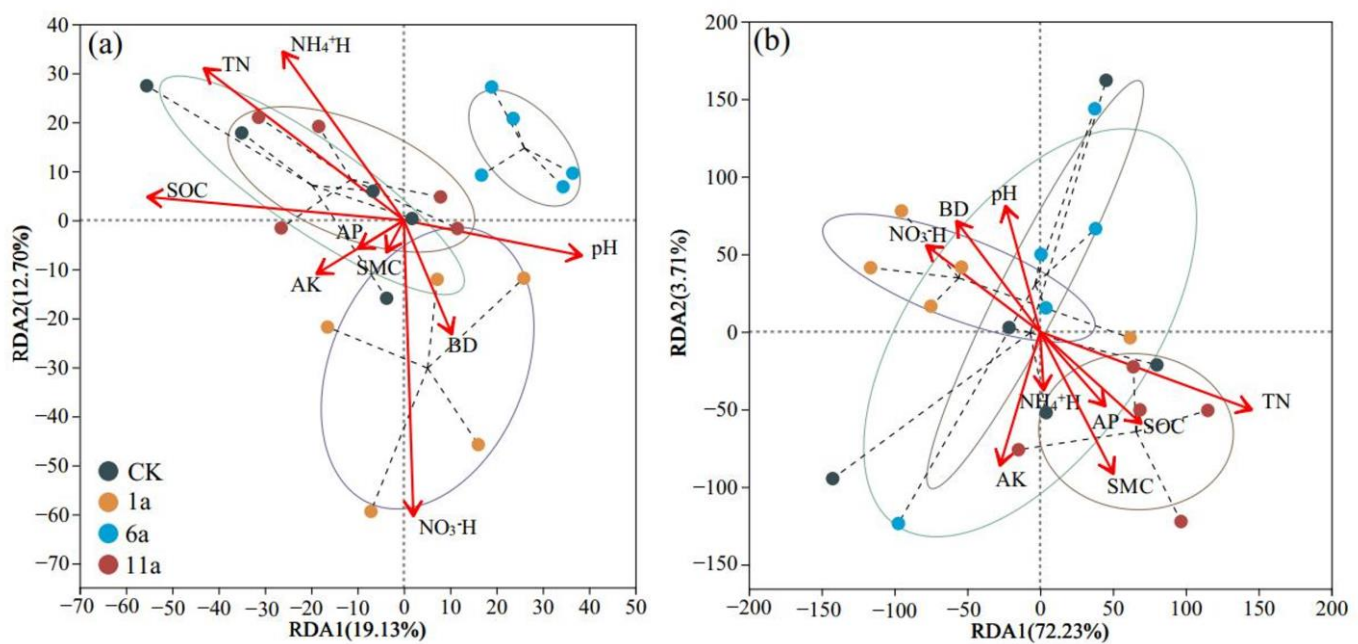 (a)
40
30
20
10
0
−10
−20
−30
−40
−50
−60
−70
RDA2(12.70%)
NH₄⁺-H
TN
SOC
AP
SMC
AK
pH
BD
NO₃-H
CK
1a
6a
11a
−70 −60 −50 −40 −30 −20 −10 0 10 20 30 40 50
RDA1(19.13%)
(b)
200
150
100
50
0
−50
−100
−150
RDA2(3.71%)
pH
BD
NO₃-H
NH₄⁺H
AP
SOC
TN
AK
SMC
−200 −150 −100 −50 0 50 100 150 200
RDA1(72.23%)